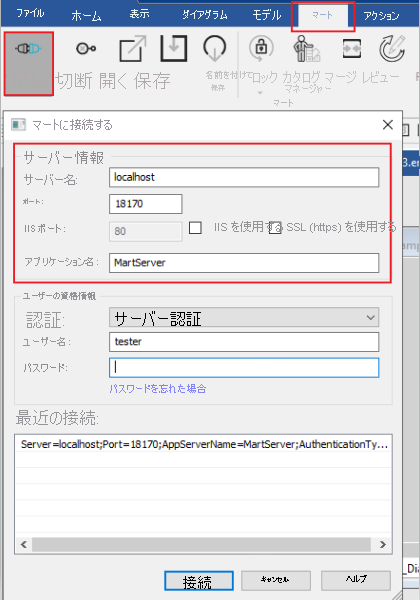 ファイル ホーム 表示 ダイアグラム モデル マート アクション
切断 開く 保存 名前を付けて保存 ロック カタログ マネージャー マージ レビュー
マート
マートに接続する
サーバー情報
サーバー名: localhost
ポート: 18170
IIS ポート: 80 IIS を使用する SSL (https) を使用する
アプリケーション名: MartServer
ユーザーの資格情報
認証: サーバー認証
ユーザー名: tester
パスワード:
パスワードを忘れた場合
最近の接続:
Server=localhost;Port=18170;AppServerName=MartServer;AuthenticationTy...
接続 キャンセル ヘルプ
_Dia